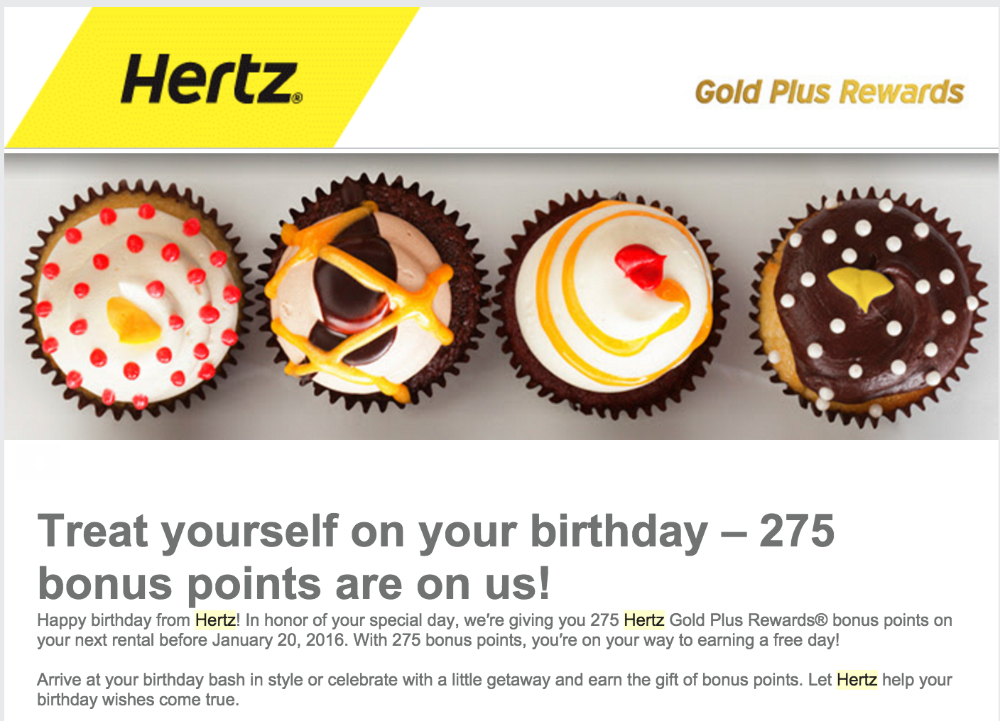 Hertz®
Gold Plus Rewards
Treat yourself on your birthday – 275
bonus points are on us!
Happy birthday from Hertz! In honor of your special day, we're giving you 275 Hertz Gold Plus Rewards® bonus points on
your next rental before January 20, 2016. With 275 bonus points, you're on your way to earning a free day!
Arrive at your birthday bash in style or celebrate with a little getaway and earn the gift of bonus points. Let Hertz help your
birthday wishes come true.